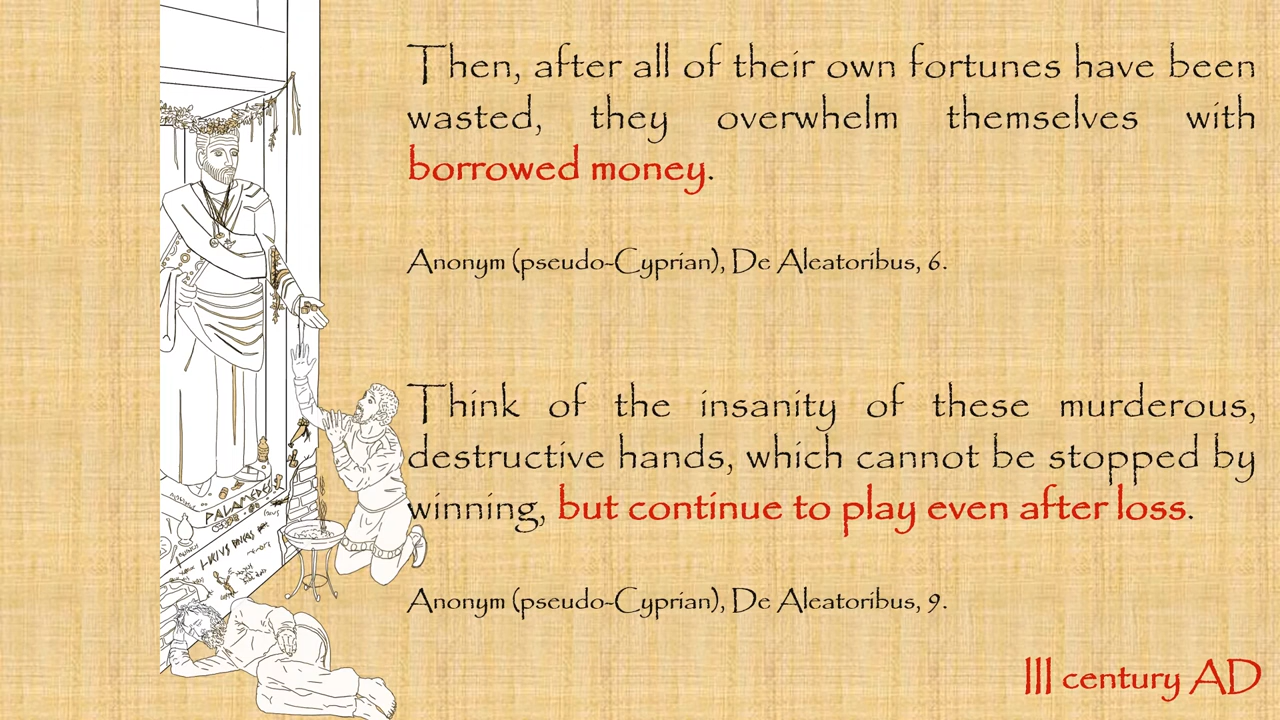 Then, after all of their own fortunes have been
wasted, they overwhelm themselves with
borrowed money.
Anonym (pseudo-Cyprian), De Aleatoribus, 6.
Think of the insanity of these murderous,
destructive hands, which cannot be stopped by
winning, but continue to play even after loss.
Anonym (pseudo-Cyprian), De Aleatoribus, 9.
PALAMEDES
LUCIUS
III century AD